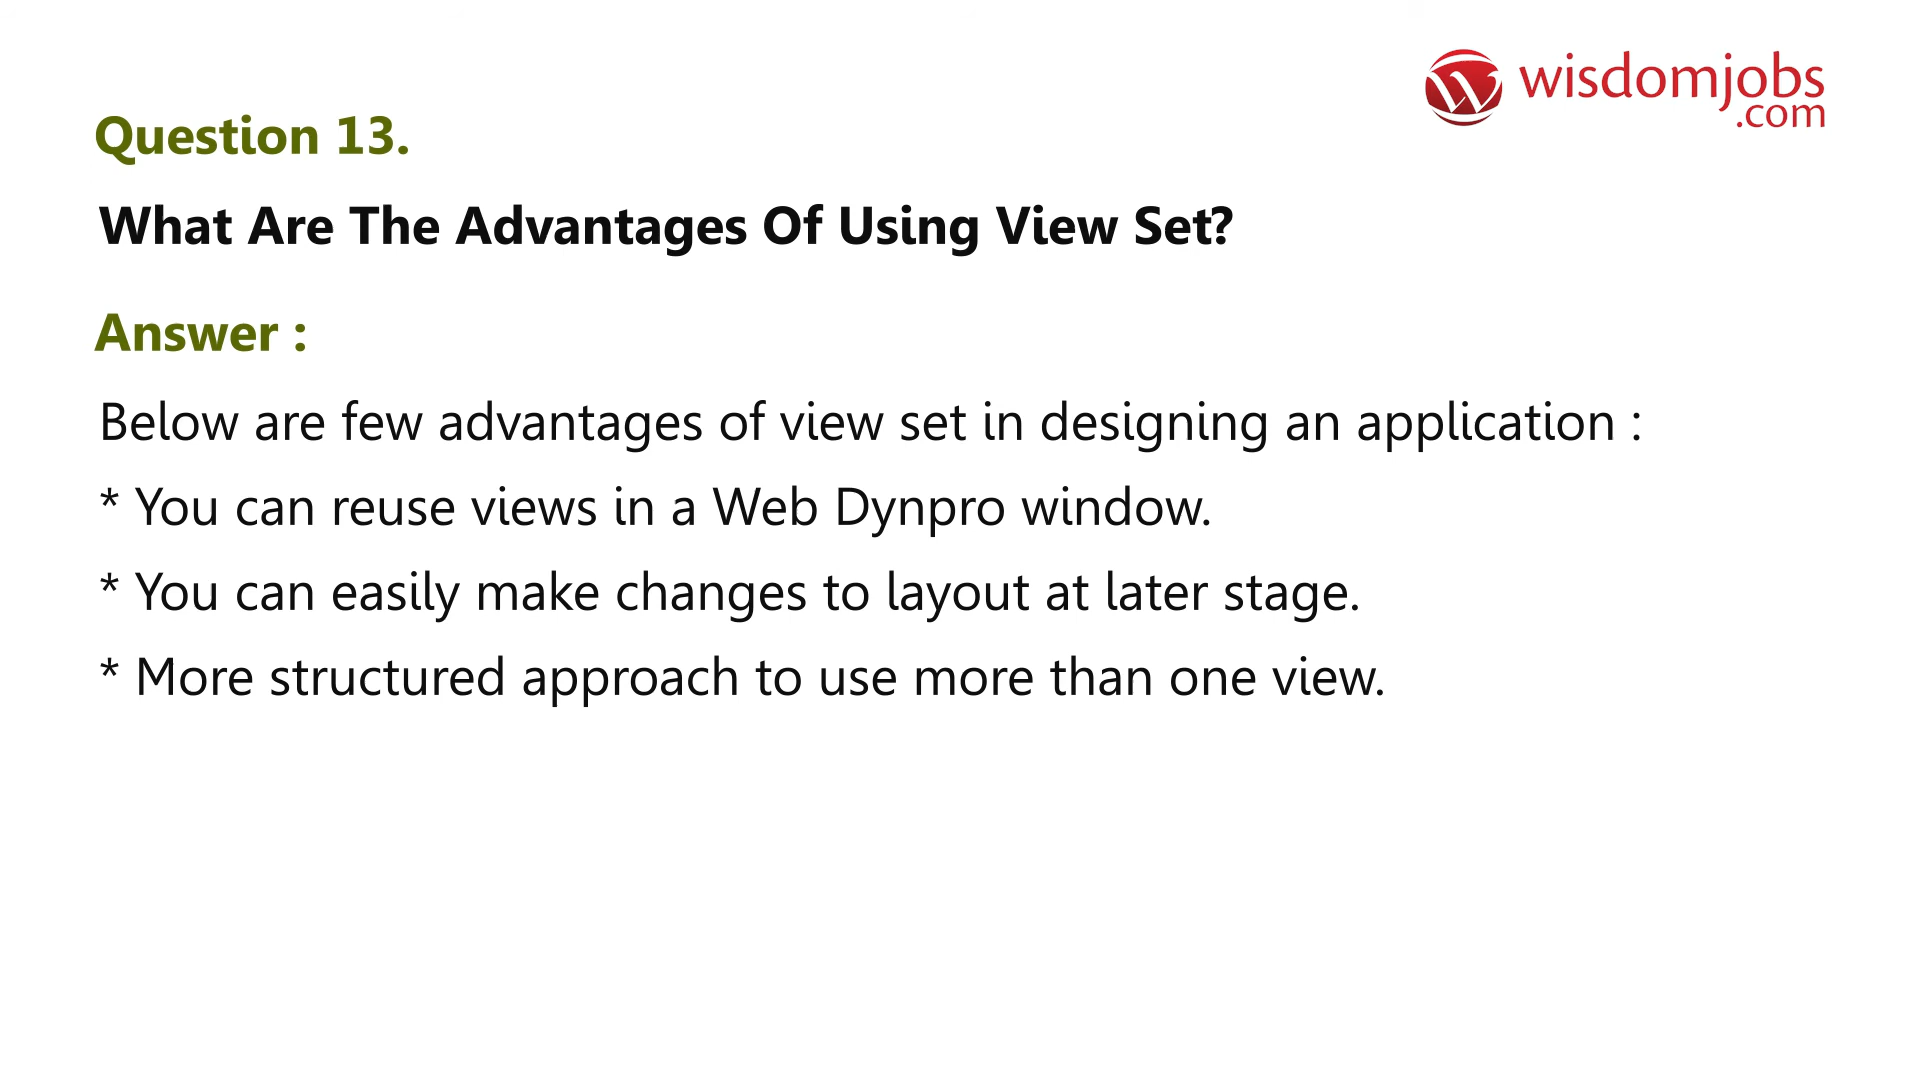 wisdomjobs
.com
Question 13.
What Are The Advantages Of Using View Set?
Answer :
Below are few advantages of view set in designing an application :
* You can reuse views in a Web Dynpro window.
* You can easily make changes to layout at later stage.
* More structured approach to use more than one view.